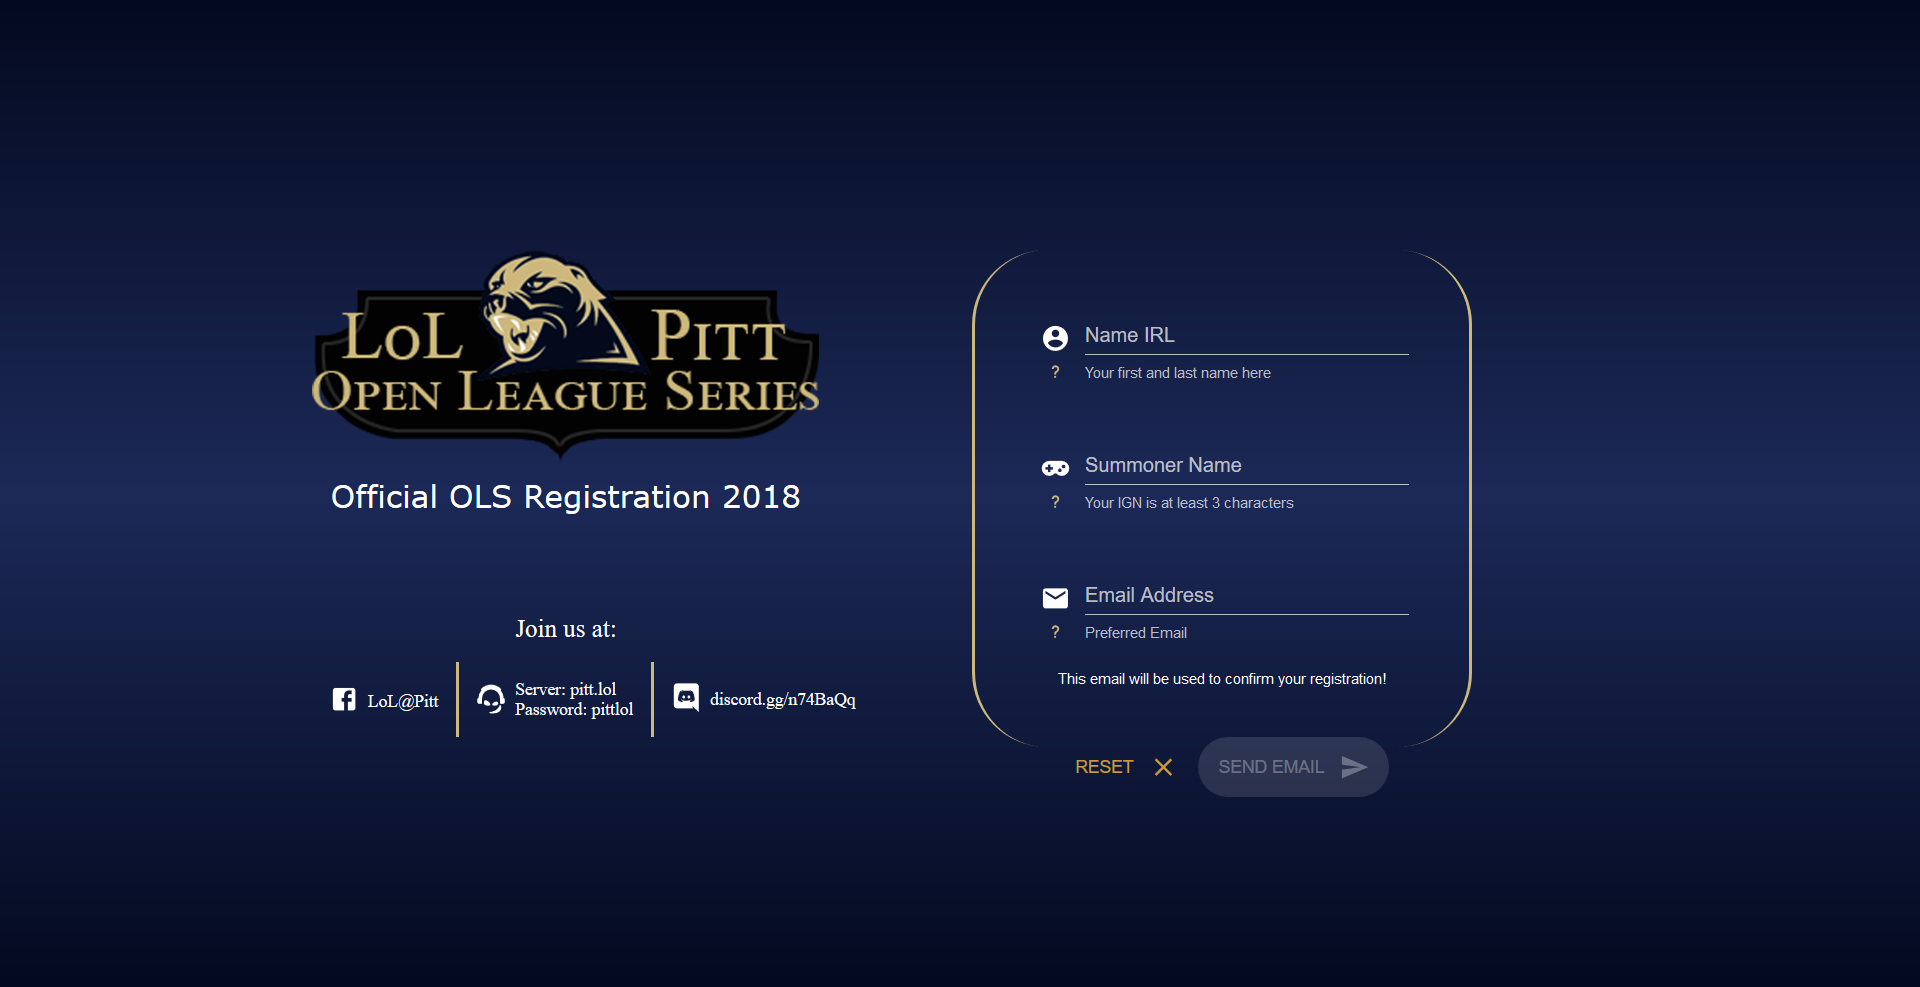 LoL PITT
OPEN LEAGUE SERIES
Official OLS Registration 2018
Join us at:
LoL@Pitt
Server: pitt.lol
Password: pittlol
discord.gg/n74BaQq
Name IRL
? Your first and last name here
Summoner Name
? Your IGN is at least 3 characters
Email Address
? Preferred Email
This email will be used to confirm your registration!
RESET
SEND EMAIL